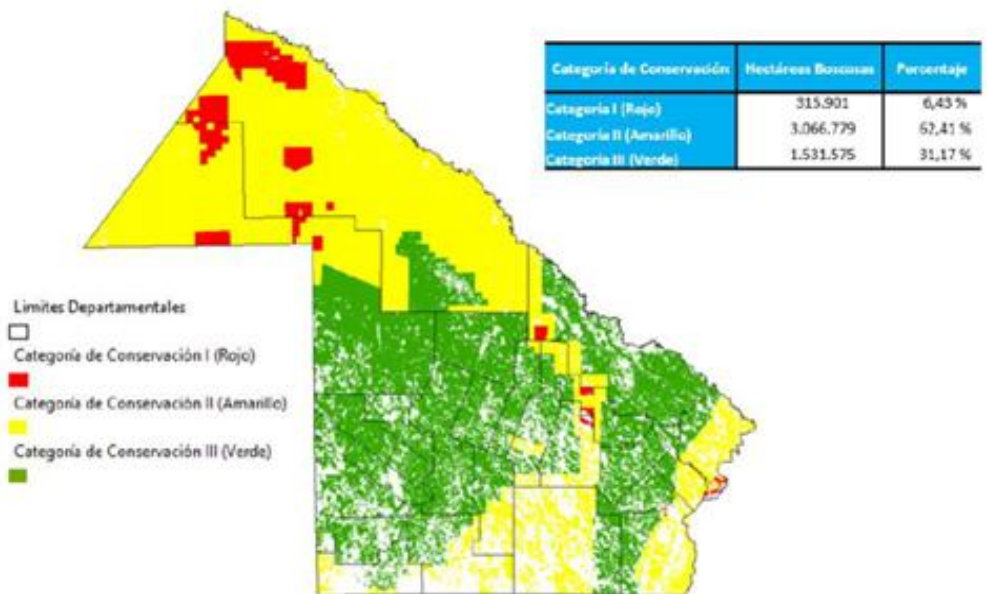 Categoría de Conservación Hectáreas Boscosas Porcentaje
Categoría I (Rojo) 315.901 6,43 %
Categoría II (Amarillo) 3.066.779 62,41 %
Categoría III (Verde) 1.531.575 31,17 %
Limites Departamentales
Categoría de Conservación I (Rojo)
Categoría de Conservación II (Amarillo)
Categoría de Conservación III (Verde)